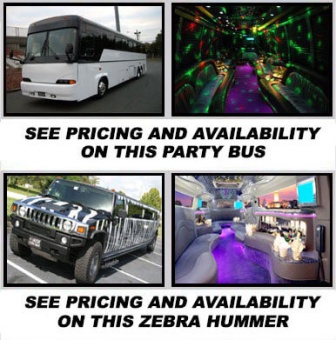 SEE PRICING AND AVAILABILITY
ON THIS PARTY BUS
SEE PRICING AND AVAILABILITY
ON THIS ZEBRA HUMMER